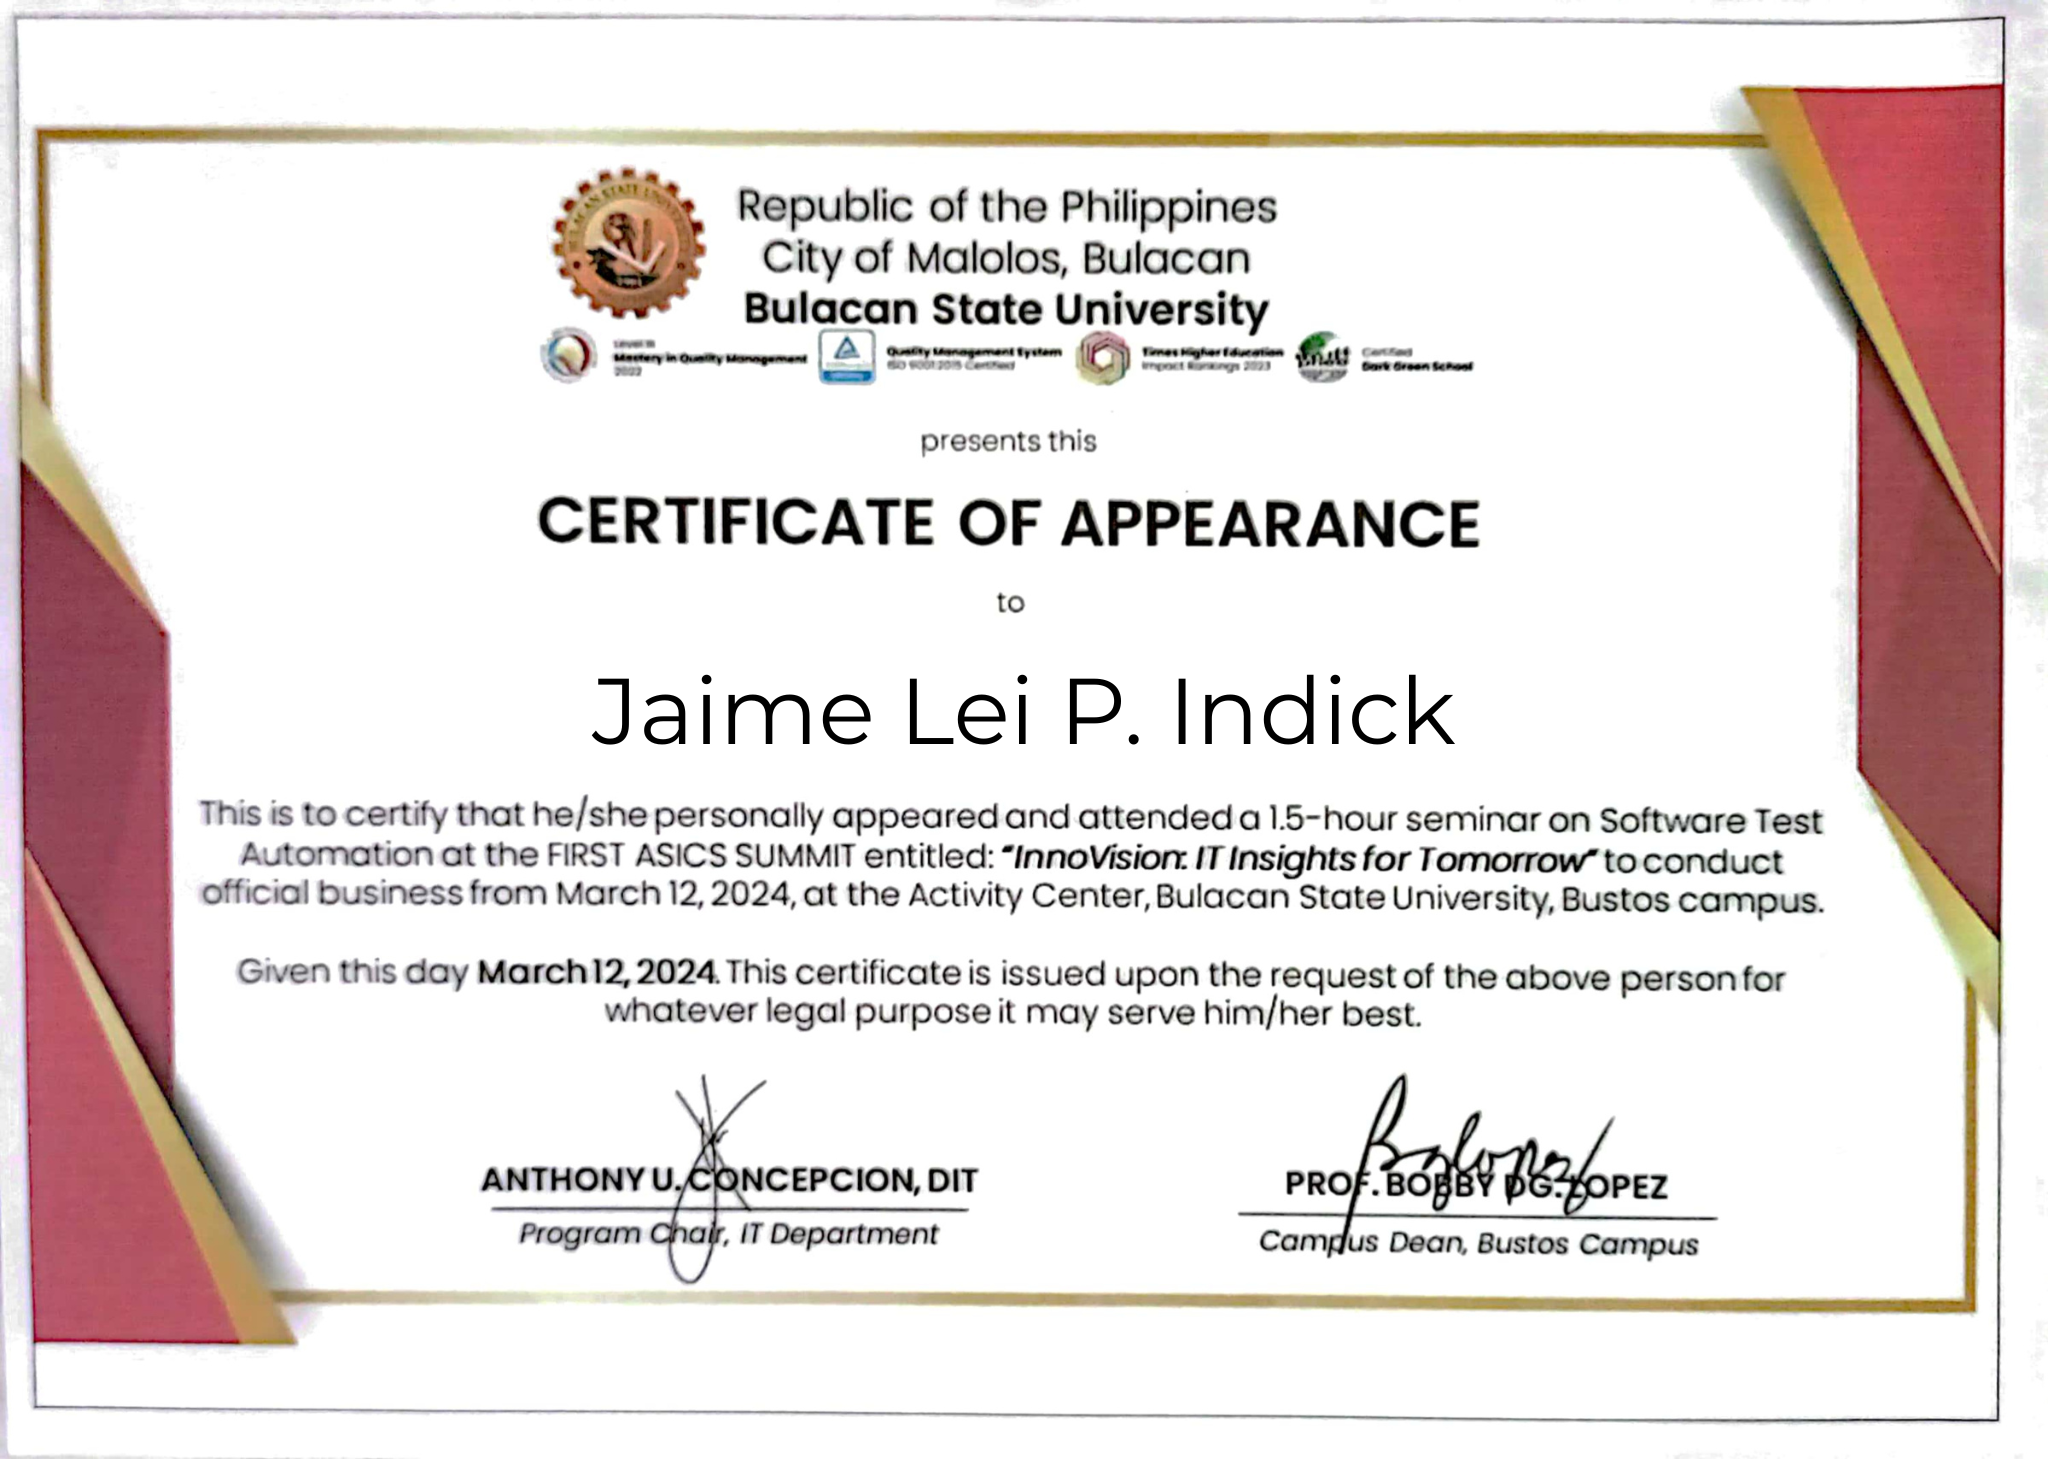 Republic of the Philippines
City of Malolos, Bulacan
Bulacan State University
Level III
Mastery in Quality Management
2022
Quality Management System
ISO 9001:2015 Certified
Times Higher Education
Impact Rankings 2023
Certified
Dark Green School
presents this
CERTIFICATE OF APPEARANCE
to
Jaime Lei P. Indick
This is to certify that he/she personally appeared and attended a 1.5-hour seminar on Software Test
Automation at the FIRST ASICS SUMMIT entitled: “InnoVision: IT Insights for Tomorrow” to conduct
official business from March 12, 2024, at the Activity Center, Bulacan State University, Bustos campus.
Given this day March 12, 2024. This certificate is issued upon the request of the above person for
whatever legal purpose it may serve him/her best.
ANTHONY U. CONCEPCION, DIT
Program Chair, IT Department
PROF. BOBBY DG. LOPEZ
Campus Dean, Bustos Campus